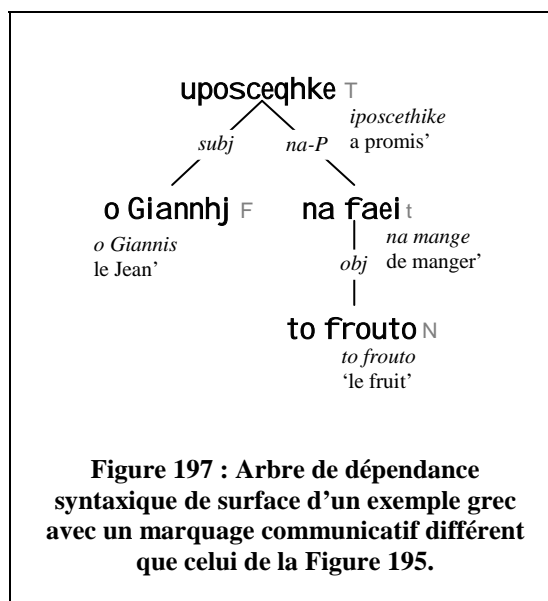 uposceqhke T
iposcethike
a promis’
subj
na-P
o Giannhj F
na faei t
o Giannis
le Jean’
na mange
de manger’
obj
to frouto N
to frouto
‘le fruit’
Figure 197 : Arbre de dépendance
syntaxique de surface d’un exemple grec
avec un marquage communicatif différent
que celui de la Figure 195.